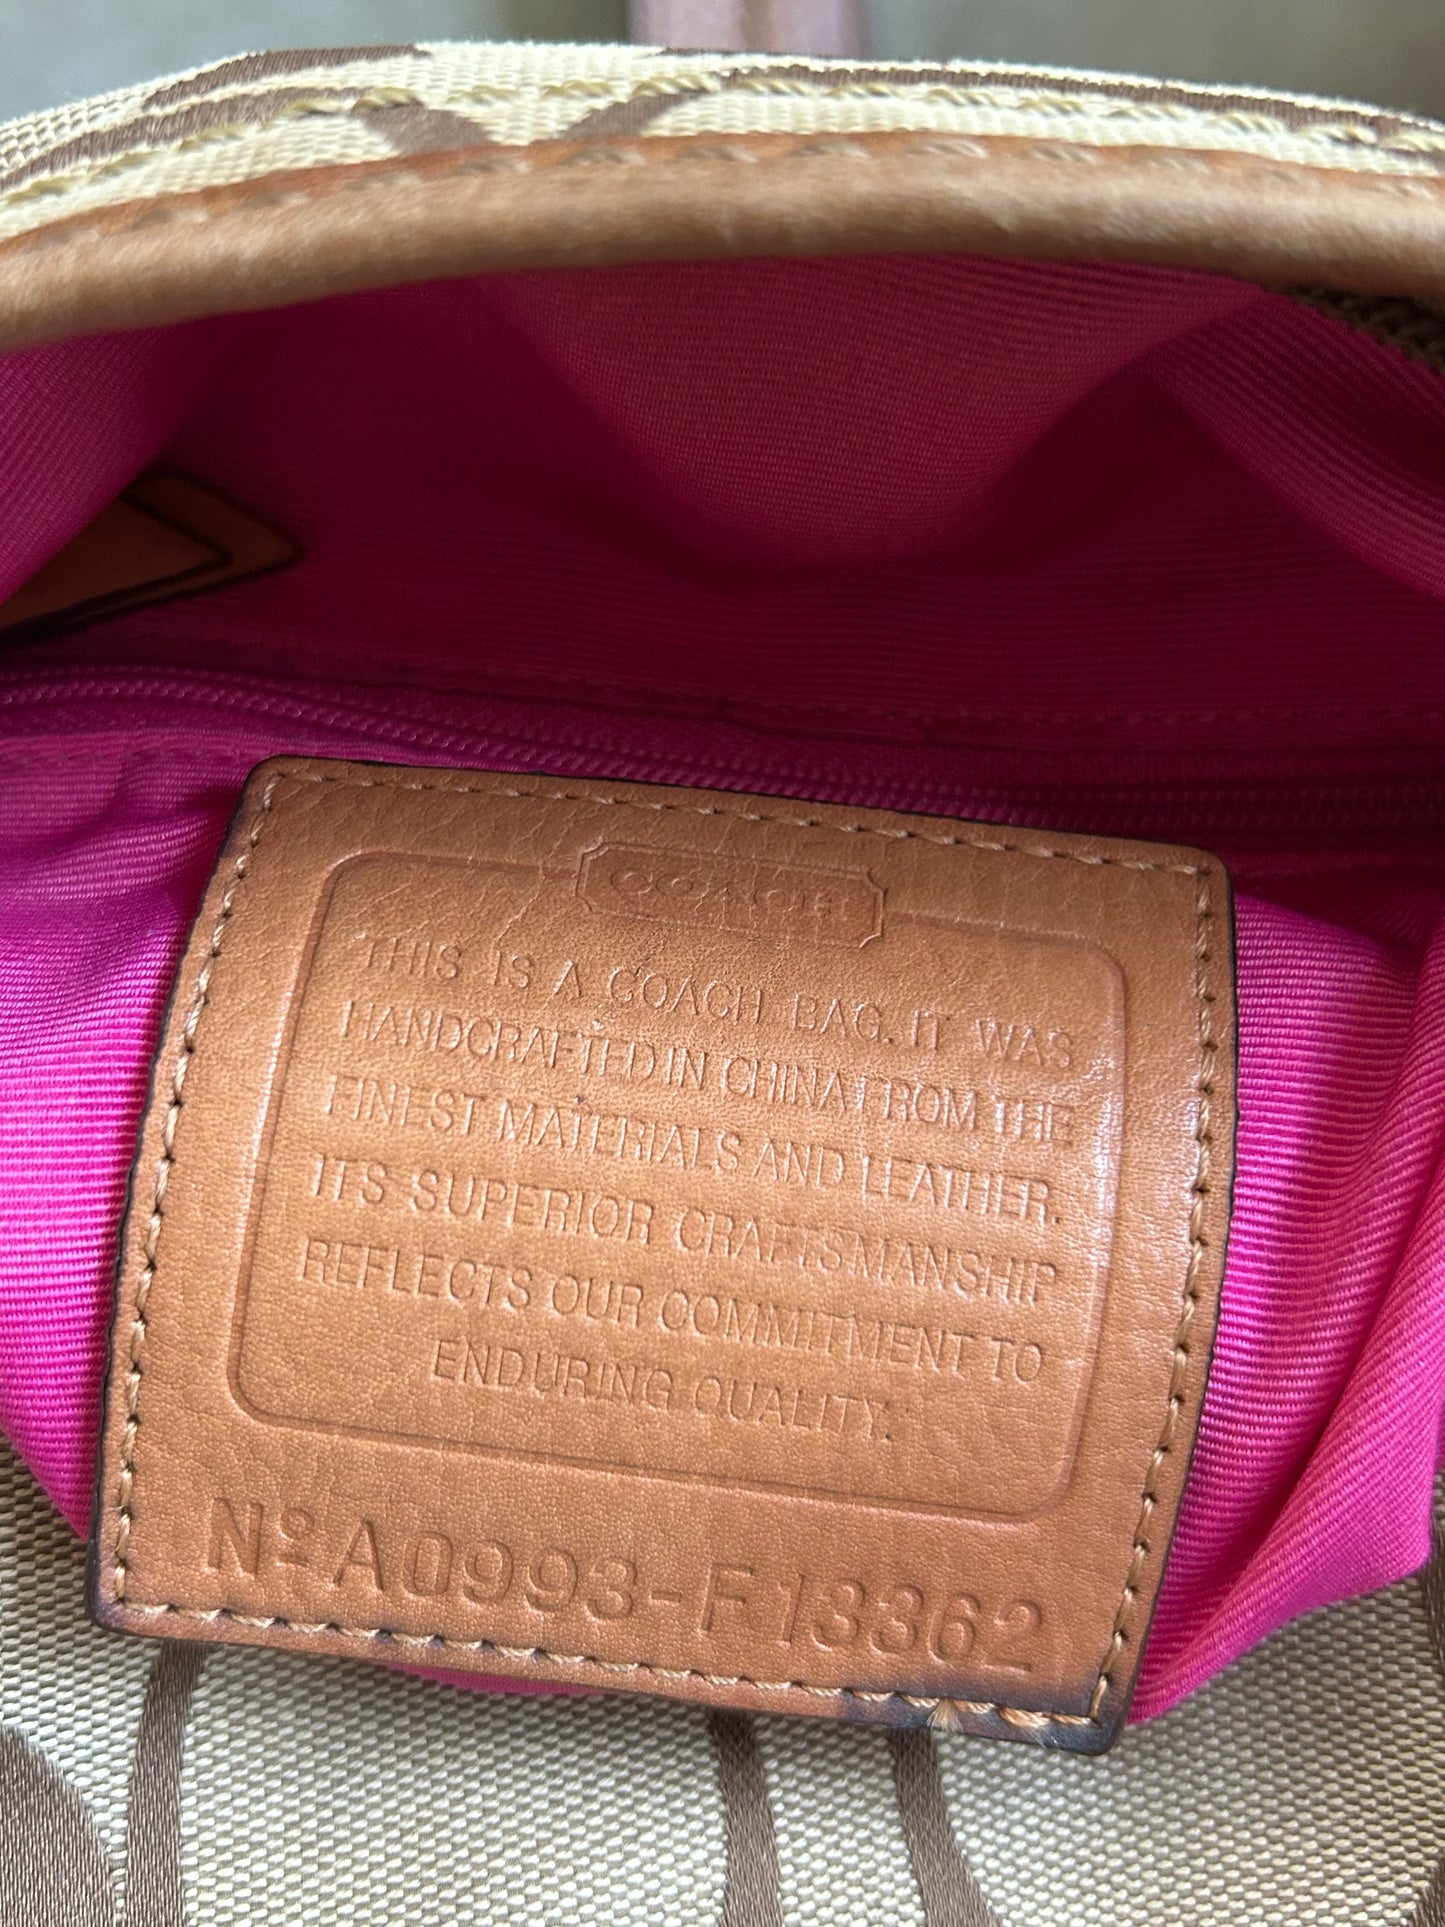 COACH
THIS IS A COACH BAG. IT WAS
HANDCRAFTED IN CHINA FROM THE
FINEST MATERIALS AND LEATHER.
ITS SUPERIOR CRAFTSMANSHIP
REFLECTS OUR COMMITMENT TO
ENDURING QUALITY.
Nº A0993-F13362